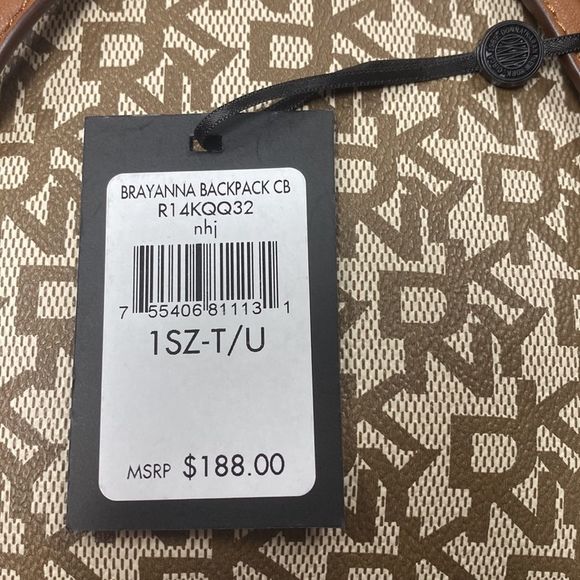 BRAYANNA BACKPACK CB
R14KQQ32
nhj
7 55406 81113 1
1SZ-T/U
MSRP $188.00